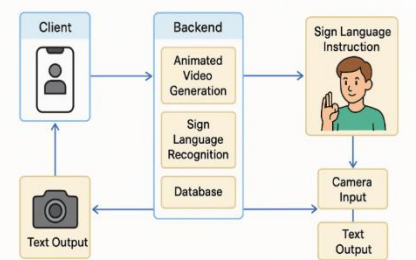 Client
Backend
Animated
Video
Generation
Sign
Language
Recognition
Database
Sign Language
Instruction
Text Output
Camera
Input
Text
Output